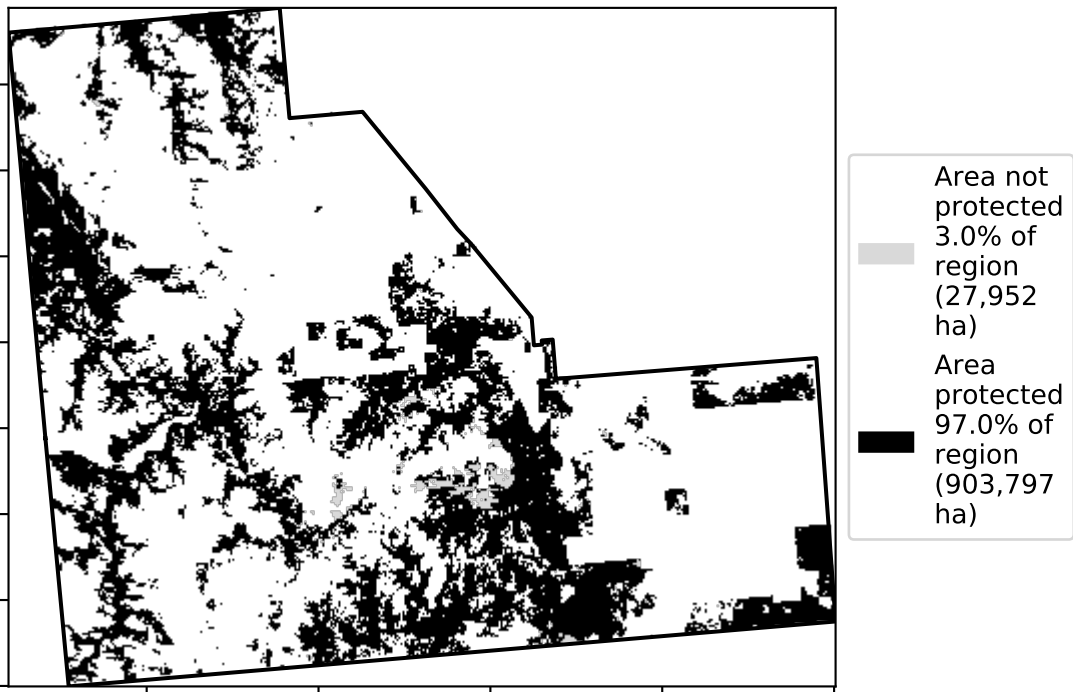 Area not
protected
3.0% of
region
(27,952
ha)
Area
protected
97.0% of
region
(903,797
ha)